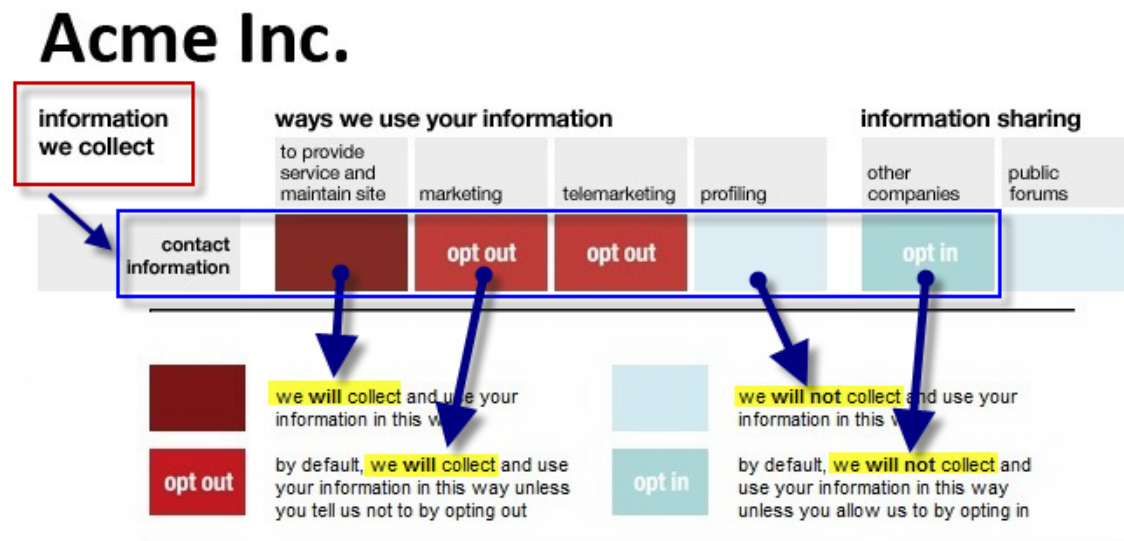 Acme Inc.
information
we collect
ways we use your information
information sharing
to provide
service and
maintain site
marketing
telemarketing
profiling
other
companies
public
forums
contact
information
opt out
opt out
opt in
we will collect and use your
information in this
we will not collect and use your
information in this
opt out
by default, we will collect and use
your information in this way unless
you tell us not to by opting out
opt in
by default, we will not collect and
use your information in this way
unless you allow us to by opting in